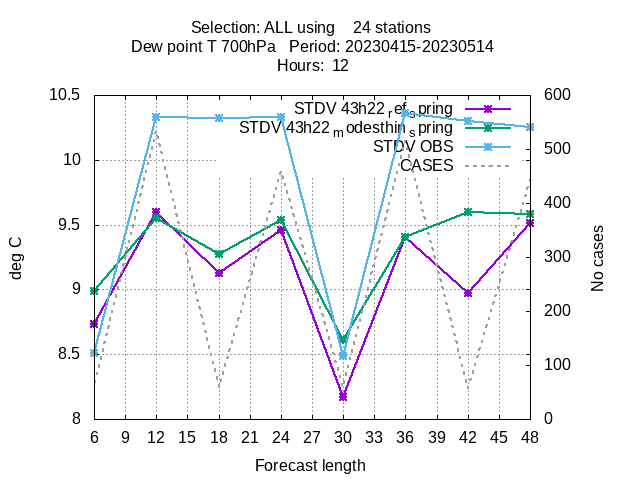 Selection: ALL using    24 stations
Dew point T 700hPa   Period: 20230415-20230514
Hours:  12
STDV 43h22_ref_spring
STDV 43h22_modesthin_spring
STDV OBS
CASES
deg C
No cases
10.5
10
9.5
9
8.5
8
600
500
400
300
200
100
0
6 9 12 15 18 21 24 27 30 33 36 39 42 45 48
Forecast length